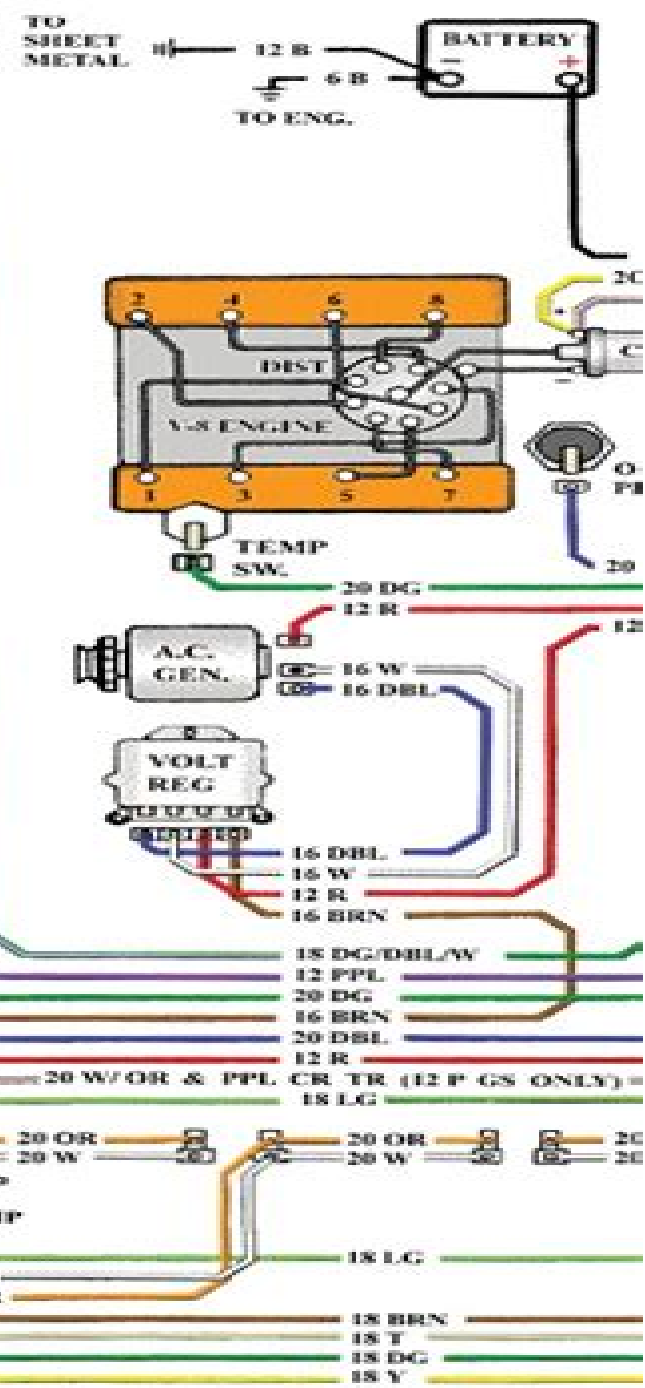 TO
SHEET
METAL
12 B
BATTERY
− +
6 B
TO ENG.
2 4 6 8
DIST
+
−
V-8 ENGINE
1 3 5 7
TEMP
SW.
20
20 DG
12 R
12
A.C.
GEN.
16 W
16 DBL
VOLT
REG
16 DBL
16 W
12 R
16 BRN
18 DG/DBL/W
12 PPL
20 DG
16 BRN
20 DBL
12 R
20 W/ OR & PPL CR TR (12 P GS ONLY)
18 LG
20 OR 20 OR
20 W 20 W
18 LG
18 BRN
18 T
18 DG
18 Y